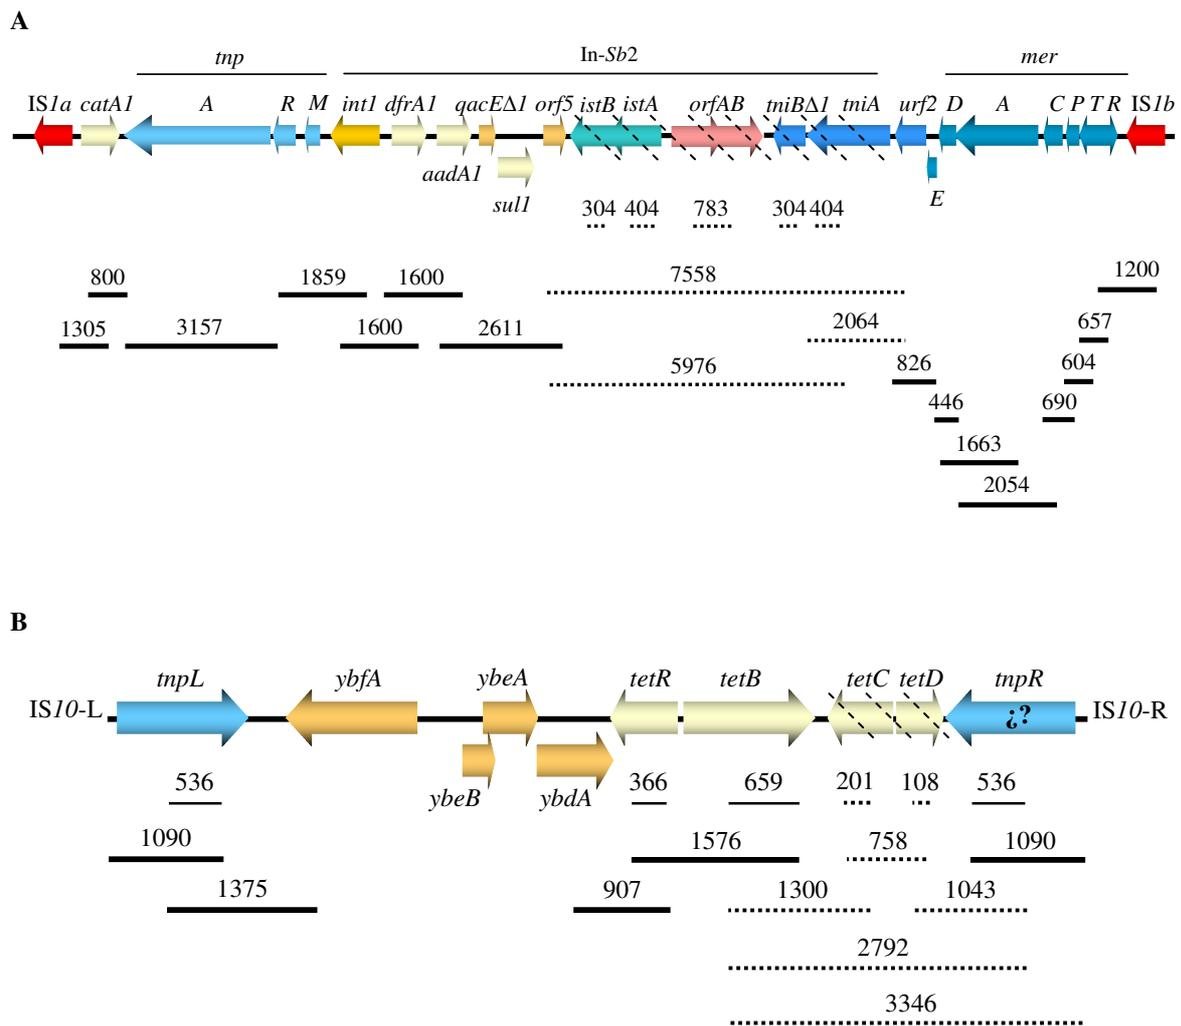 A
tnp
In-Sb2
mer
IS1a catA1 A R M int1 dfrA1 qacEΔ1 orf5 istB istA orfAB tniBΔ1 tniA urf2 D A C P T R IS1b
aadA1
sul1
E
304 404 783 304 404
800 1859 1600 7558 1200
1305 3157 1600 2611 2064 657
5976 826 604
446 690
1663
2054
B
tnpL ybfA ybeA tetR tetB tetC tetD tnpR
IS10-L ¿? IS10-R
ybeB ybdA
536 366 659 201 108 536
1090 1576 758 1090
1375 907 1300 1043
2792
3346